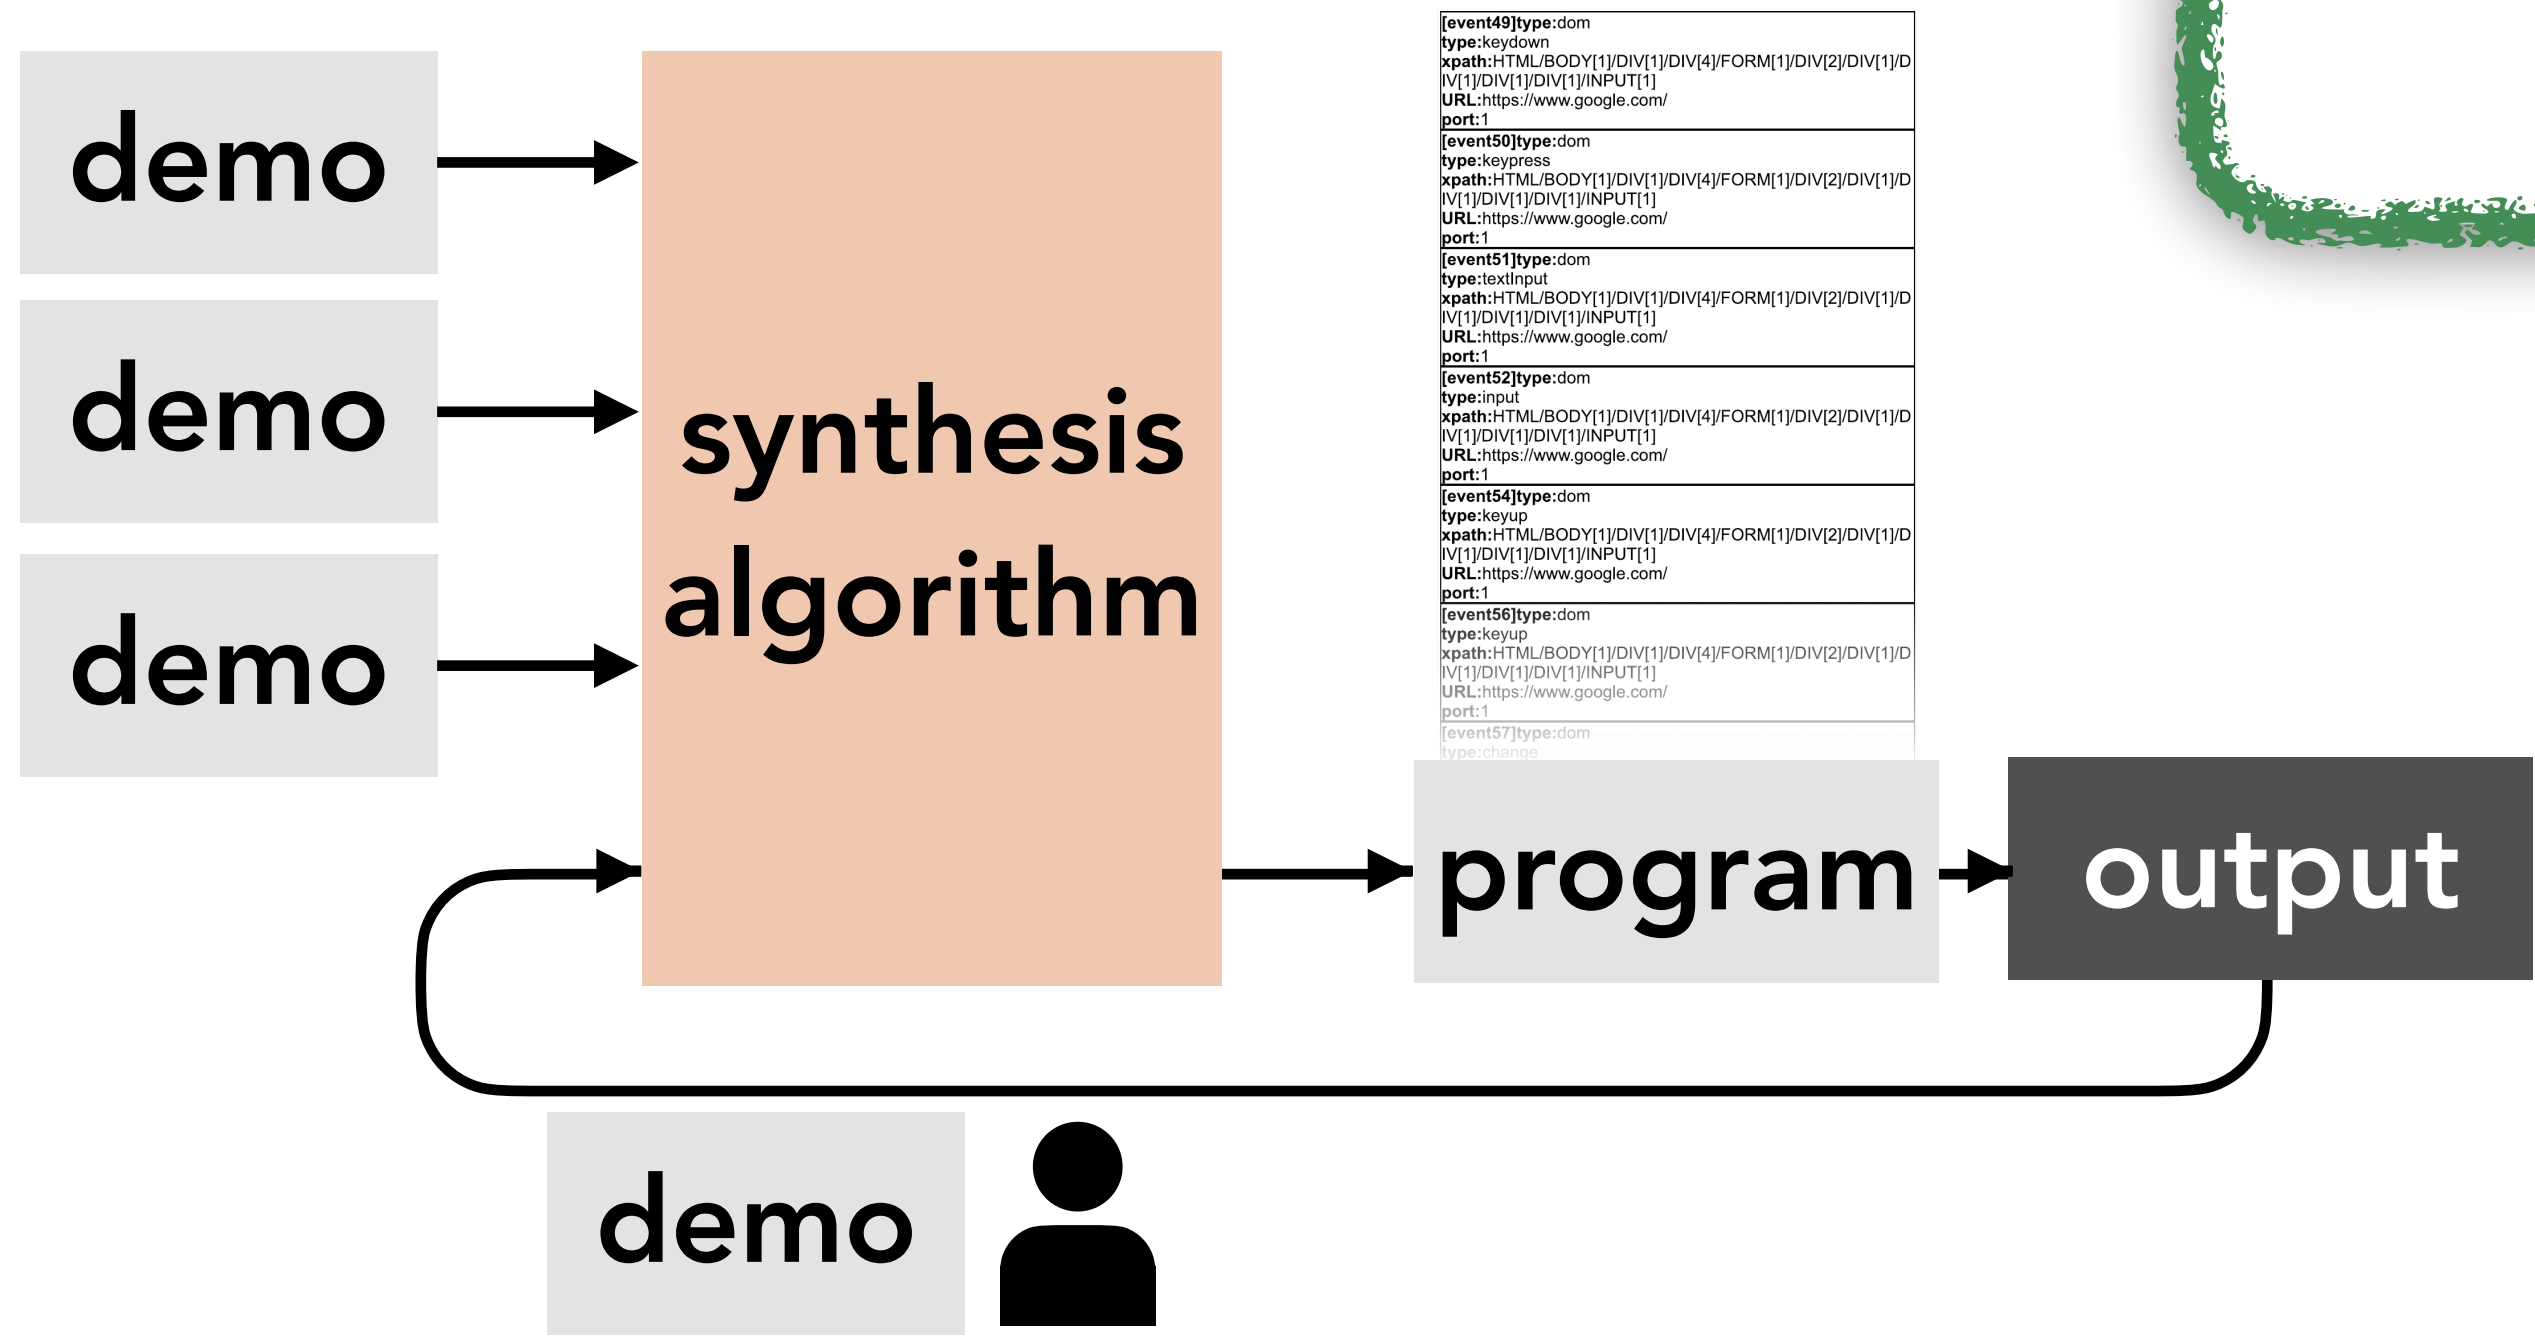 demo
demo
demo
synthesis
algorithm
[event49]type:dom
type:keydown
xpath:HTML/BODY[1]/DIV[1]/DIV[4]/FORM[1]/DIV[2]/DIV[1]/D
IV[1]/DIV[1]/DIV[1]/INPUT[1]
URL:https://www.google.com/
port:1
[event50]type:dom
type:keypress
xpath:HTML/BODY[1]/DIV[1]/DIV[4]/FORM[1]/DIV[2]/DIV[1]/D
IV[1]/DIV[1]/DIV[1]/INPUT[1]
URL:https://www.google.com/
port:1
[event51]type:dom
type:textInput
xpath:HTML/BODY[1]/DIV[1]/DIV[4]/FORM[1]/DIV[2]/DIV[1]/D
IV[1]/DIV[1]/DIV[1]/INPUT[1]
URL:https://www.google.com/
port:1
[event52]type:dom
type:input
xpath:HTML/BODY[1]/DIV[1]/DIV[4]/FORM[1]/DIV[2]/DIV[1]/D
IV[1]/DIV[1]/DIV[1]/INPUT[1]
URL:https://www.google.com/
port:1
[event54]type:dom
type:keyup
xpath:HTML/BODY[1]/DIV[1]/DIV[4]/FORM[1]/DIV[2]/DIV[1]/D
IV[1]/DIV[1]/DIV[1]/INPUT[1]
URL:https://www.google.com/
port:1
[event56]type:dom
type:keyup
xpath:HTML/BODY[1]/DIV[1]/DIV[4]/FORM[1]/DIV[2]/DIV[1]/D
IV[1]/DIV[1]/DIV[1]/INPUT[1]
URL:https://www.google.com/
port:1
[event57]type:dom
type:change
program
output
demo